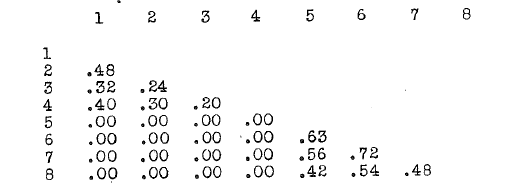 1 2 3 4 5 6 7 8
1
2 .48
3 .32 .24
4 .40 .30 .20
5 .00 .00 .00 .00
6 .00 .00 .00 .00 .63
7 .00 .00 .00 .00 .56 .72
8 .00 .00 .00 .00 .42 .54 .48